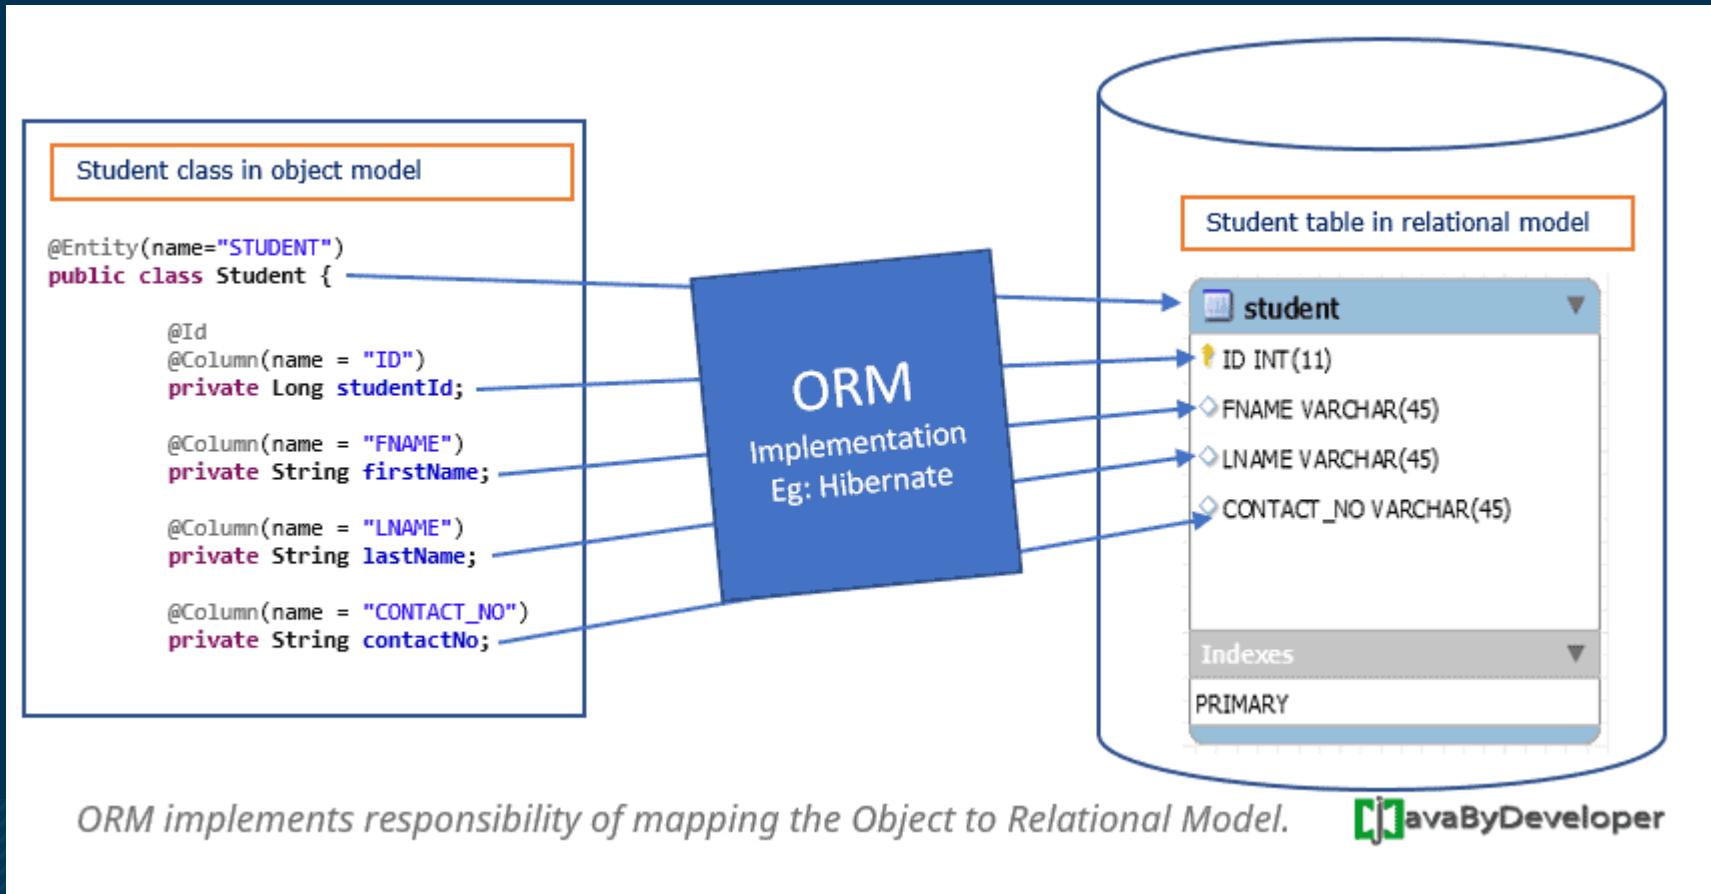 Student class in object model
@Entity(name="STUDENT")
public class Student {
@Id
@Column(name = "ID")
private Long studentId;
@Column(name = "FNAME")
private String firstName;
@Column(name = "LNAME")
private String lastName;
@Column(name = "CONTACT_NO")
private String contactNo;
ORM
Implementation
Eg: Hibernate
Student table in relational model
student
ID INT(11)
FNAME VARCHAR(45)
LNAME VARCHAR(45)
CONTACT_NO VARCHAR(45)
Indexes
PRIMARY
ORM implements responsibility of mapping the Object to Relational Model.
JavaByDeveloper